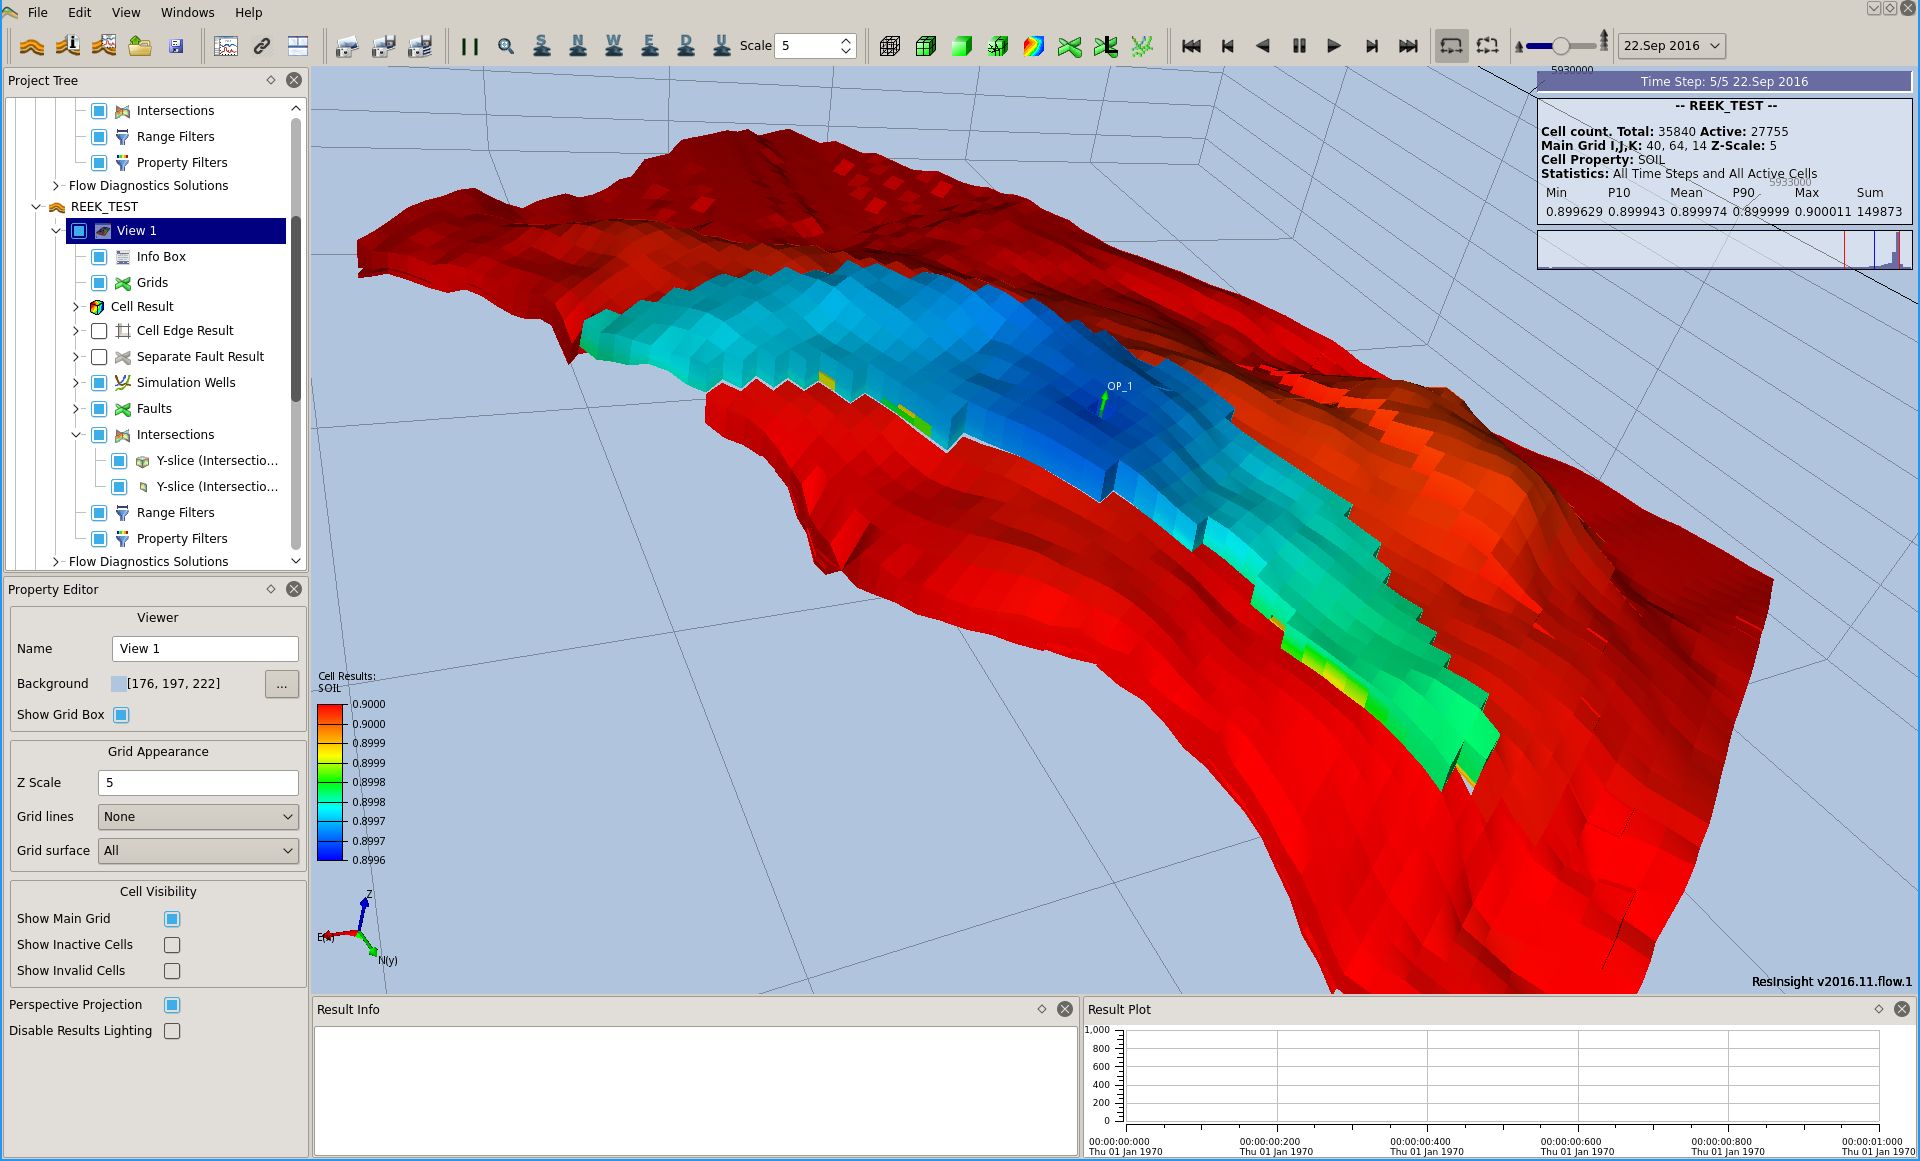 File Edit View Windows Help
S N W E D U Scale 5
22.Sep 2016
Project Tree
Intersections
Range Filters
Property Filters
Flow Diagnostics Solutions
REEK_TEST
View 1
Info Box
Grids
Cell Result
Cell Edge Result
Separate Fault Result
Simulation Wells
Faults
Intersections
Y-slice (Intersectio...
Y-slice (Intersectio...
Range Filters
Property Filters
Flow Diagnostics Solutions
Property Editor
Viewer
Name View 1
Background [176, 197, 222] ...
Show Grid Box
Grid Appearance
Z Scale 5
Grid lines None
Grid surface All
Cell Visibility
Show Main Grid
Show Inactive Cells
Show Invalid Cells
Perspective Projection
Disable Results Lighting
5930000
Time Step: 5/5 22.Sep 2016
-- REEK_TEST --
Cell count. Total: 35840 Active: 27755
Main Grid I,J,K: 40, 64, 14 Z-Scale: 5
Cell Property: SOIL
Statistics: All Time Steps and All Active Cells
5933000
Min P10 Mean P90 Max Sum
0.899629 0.899943 0.899974 0.899999 0.900011 149873
OP_1
Cell Results:
SOIL
0.9000
0.9000
0.8999
0.8999
0.8998
0.8998
0.8997
0.8997
0.8996
Z
E(x)
N(y)
ResInsight v2016.11.flow.1
Result Info
Result Plot
1,000
800
600
400
200
0
00:00:00:000 00:00:00:200 00:00:00:400 00:00:00:600 00:00:00:800 00:00:01:000
Thu 01 Jan 1970 Thu 01 Jan 1970 Thu 01 Jan 1970 Thu 01 Jan 1970 Thu 01 Jan 1970 Thu 01 Jan 1970